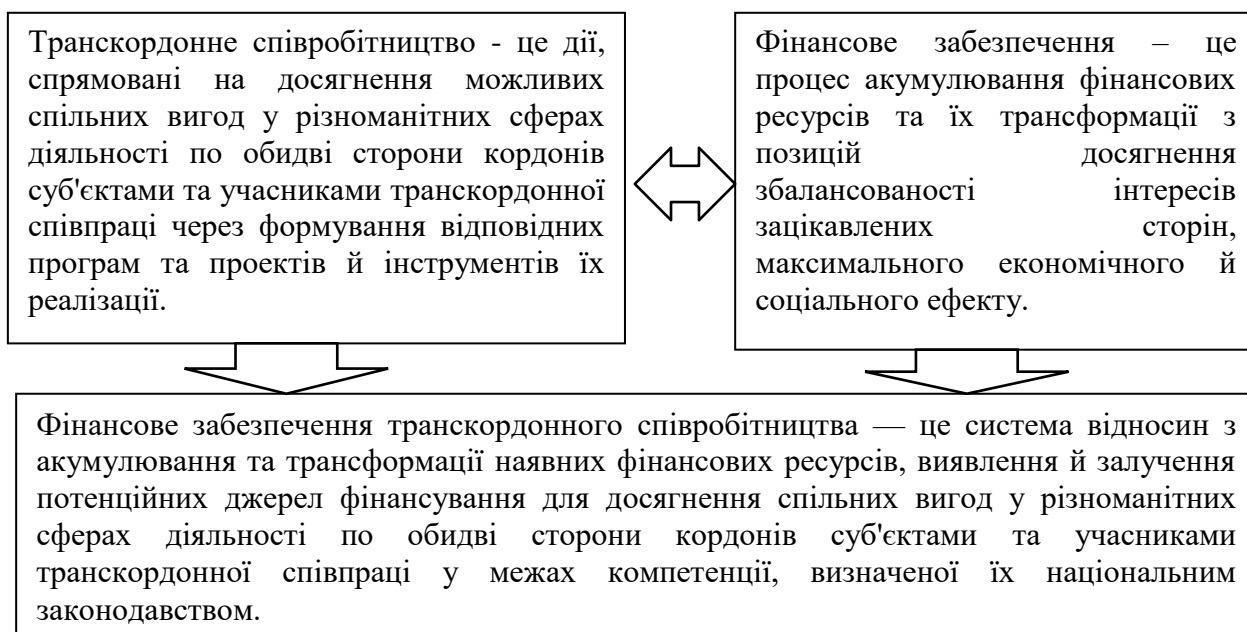 Транскордонне співробітництво - це дії,
спрямовані на досягнення можливих
спільних вигод у різноманітних сферах
діяльності по обидві сторони кордонів
суб'єктами та учасниками транскордонної
співпраці через формування відповідних
програм та проектів й інструментів їх
реалізації.
Фінансове забезпечення – це
процес акумулювання фінансових
ресурсів та їх трансформації з
позицій досягнення
збалансованості інтересів
зацікавлених сторін,
максимального економічного й
соціального ефекту.
Фінансове забезпечення транскордонного співробітництва — це система відносин з
акумулювання та трансформації наявних фінансових ресурсів, виявлення й залучення
потенційних джерел фінансування для досягнення спільних вигод у різноманітних
сферах діяльності по обидві сторони кордонів суб'єктами та учасниками
транскордонної співпраці у межах компетенції, визначеної їх національним
законодавством.